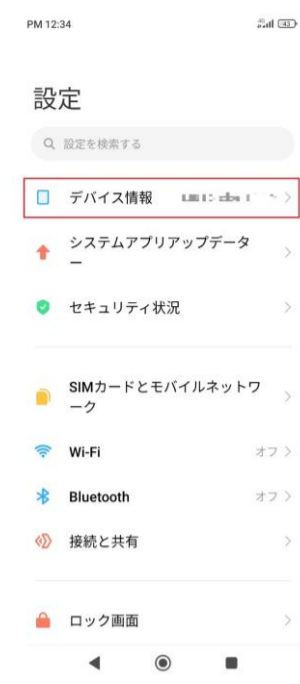 PM 12:34
43
設定
設定を検索する
デバイス情報
システムアプリアップデータ
ー
セキュリティ状況
SIMカードとモバイルネットワ
ーク
Wi-Fi オフ
Bluetooth オフ
接続と共有
ロック画面